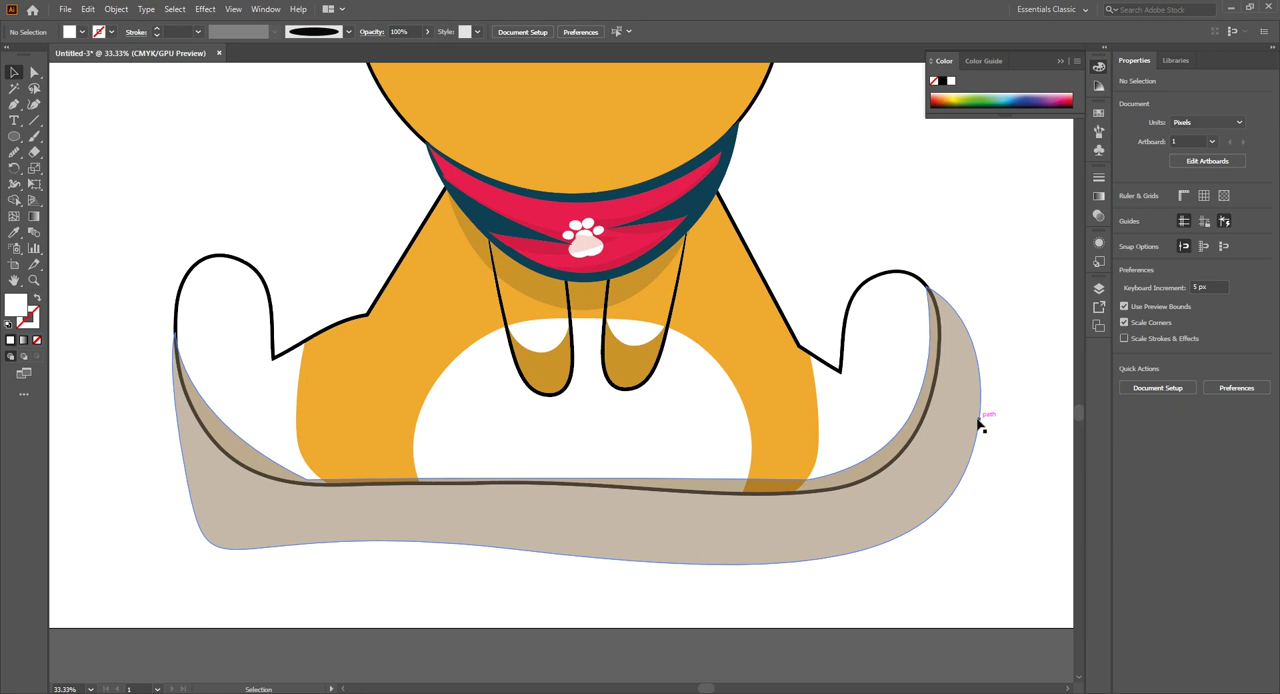 Ai File Edit Object Type Select Effect View Window Help Essentials Classic Search Adobe Stock
No Selection Stroke: Opacity: 100% Style: Document Setup Preferences
Untitled-3* @ 33.33% (CMYK/GPU Preview) ×
Color Color Guide
Properties Libraries
No Selection
Document
Units: Pixels
Artboard: 1
Edit Artboards
Ruler & Grids
Guides
Snap Options
Preferences
Keyboard Increment: 5 px
Use Preview Bounds
Scale Corners
Scale Strokes & Effects
Quick Actions
Document Setup Preferences
path
33.33% 1 Selection